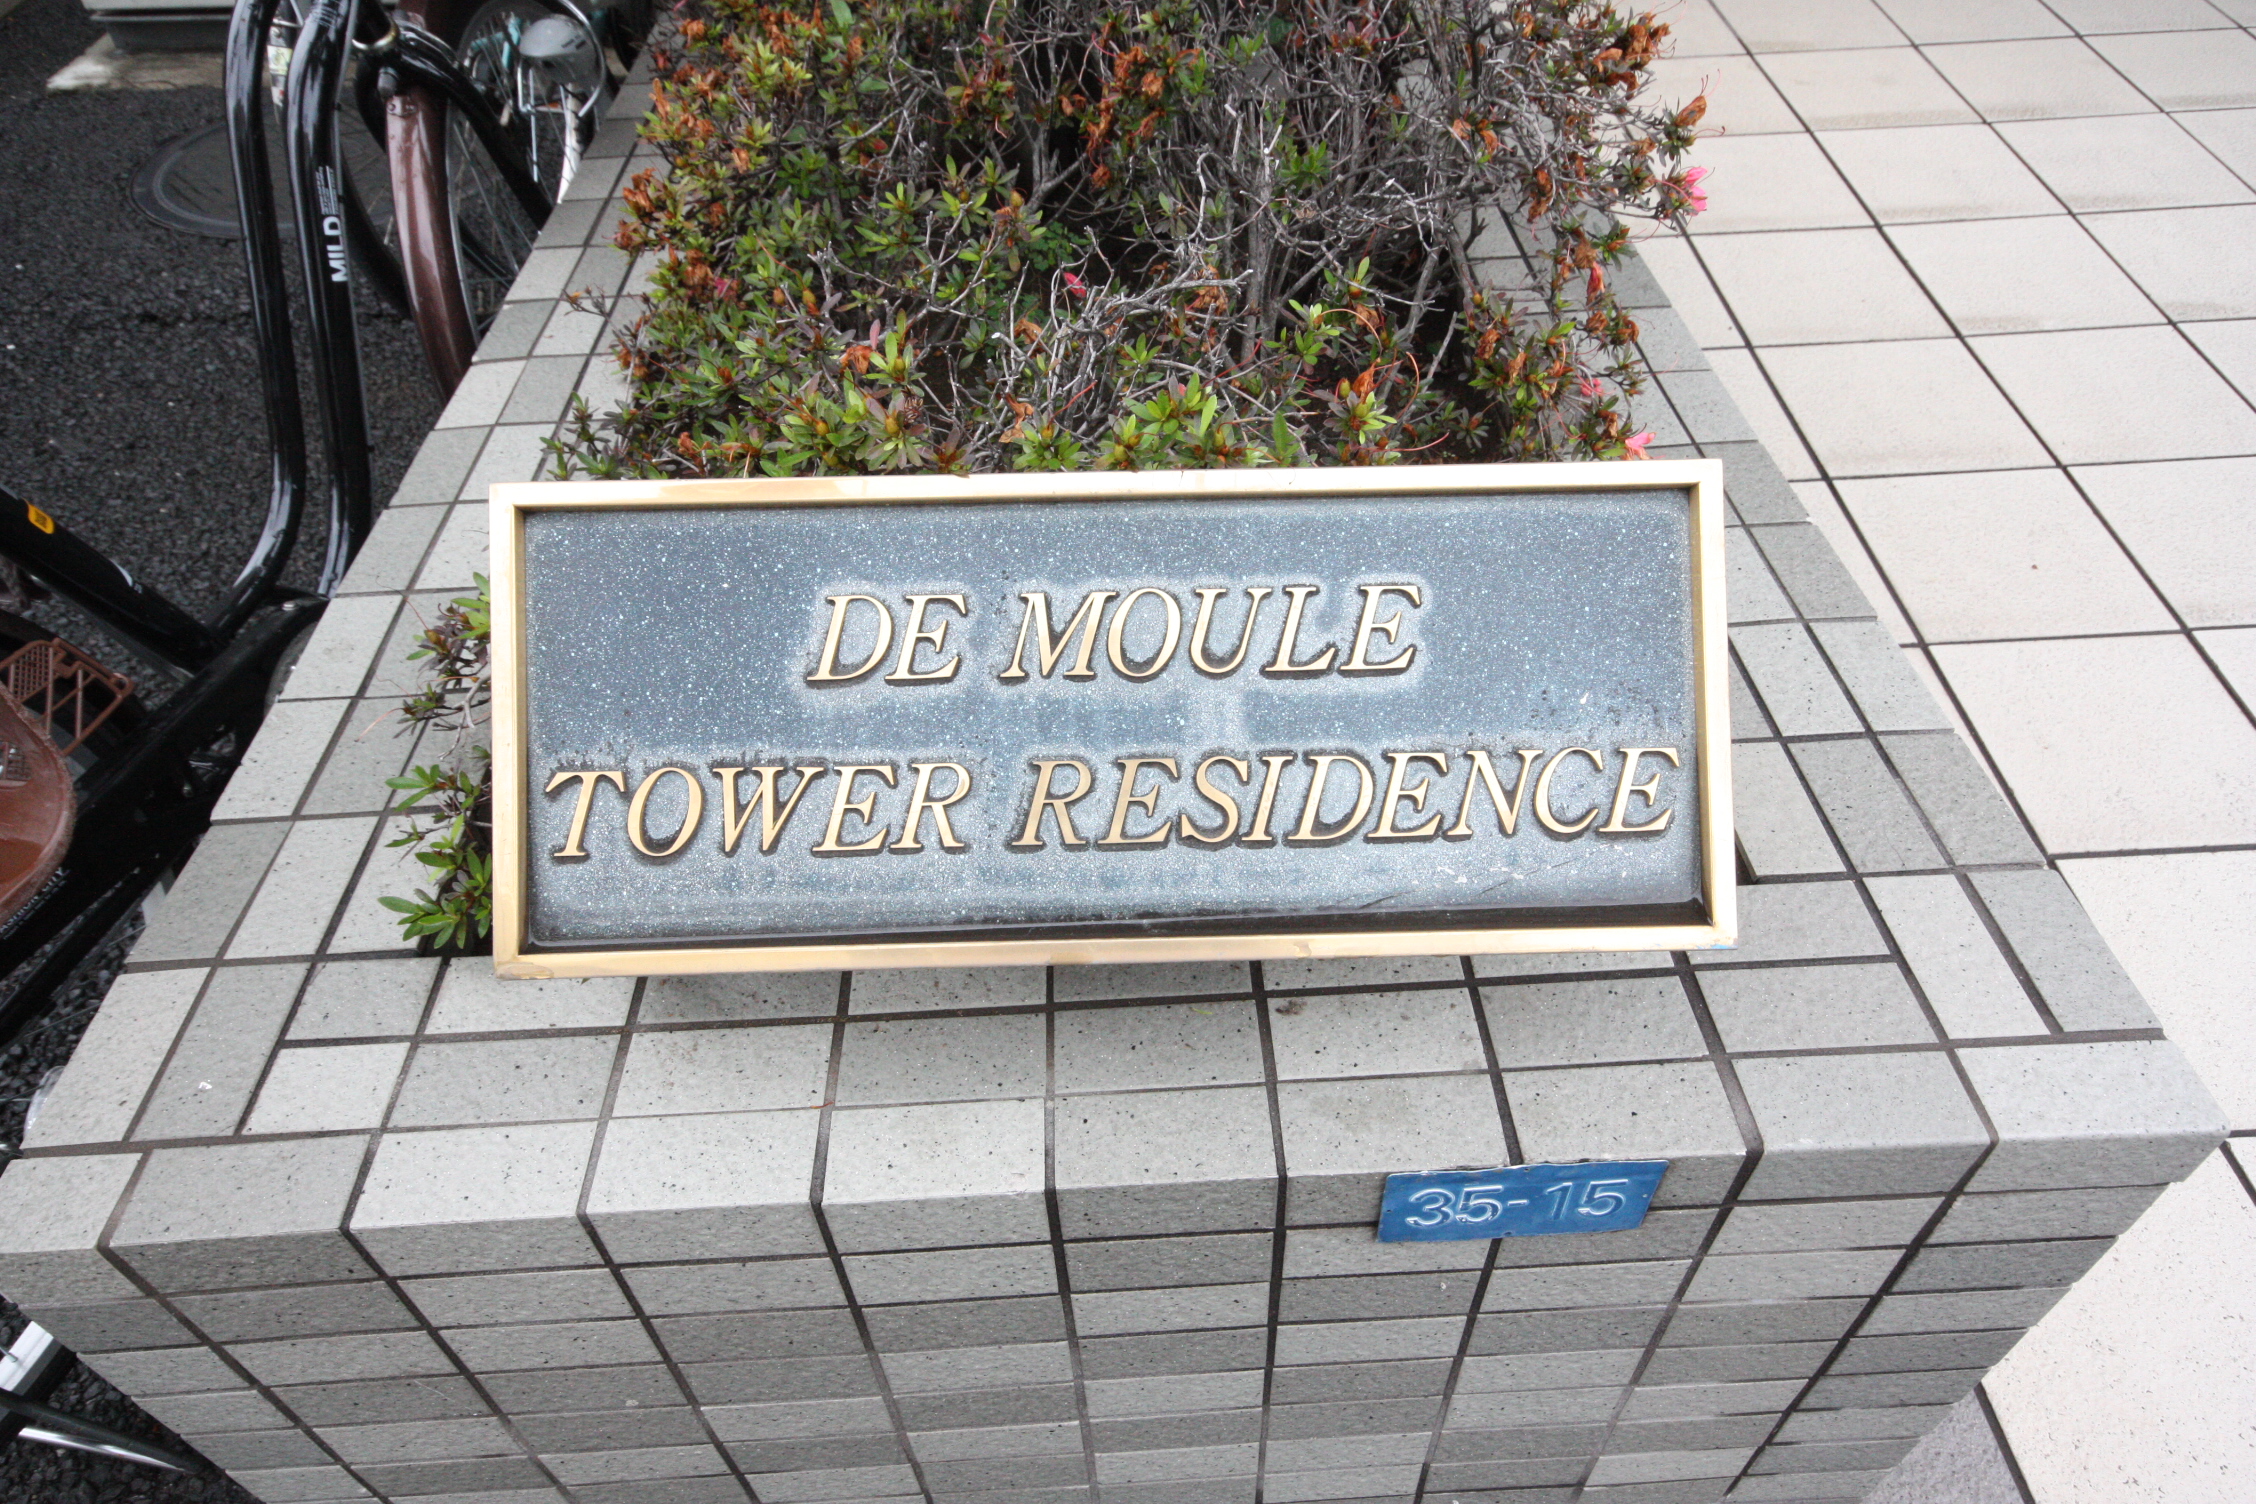 MILD
DE MOULE
TOWER RESIDENCE
35-15